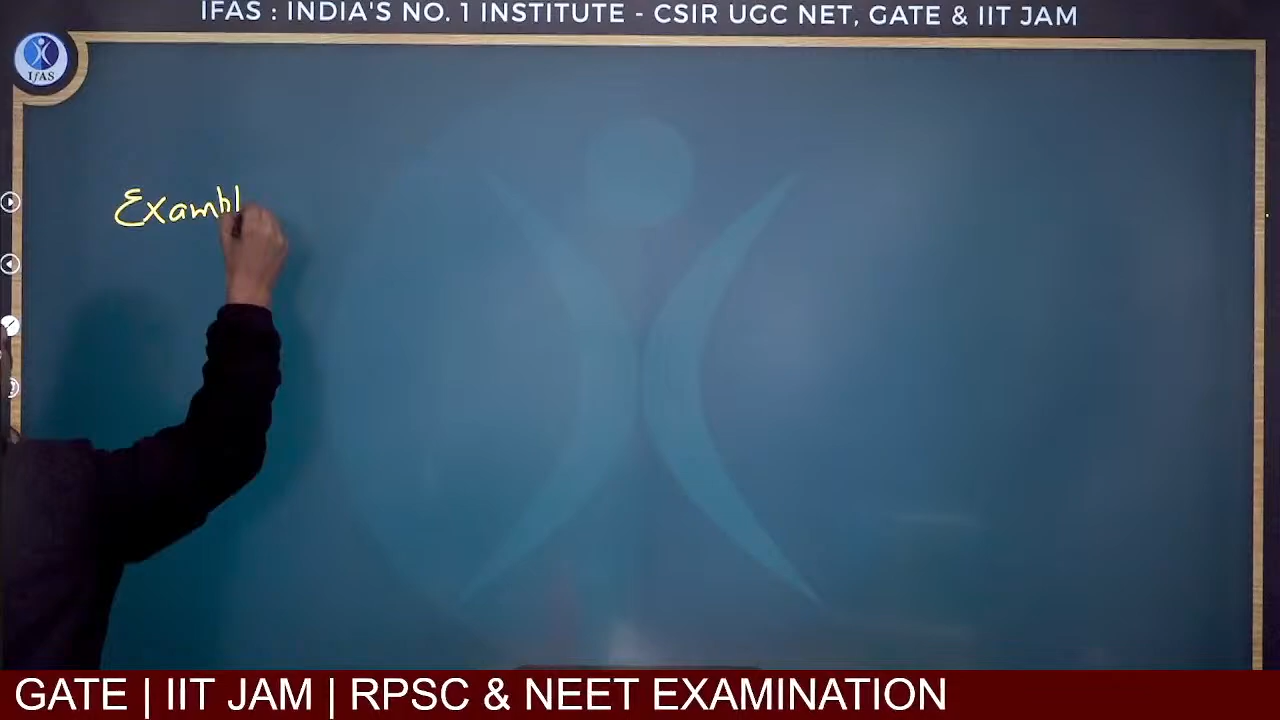 IFAS : INDIA'S NO. 1 INSTITUTE - CSIR UGC NET, GATE & IIT JAM
IfAS
Exampl
GATE | IIT JAM | RPSC & NEET EXAMINATION